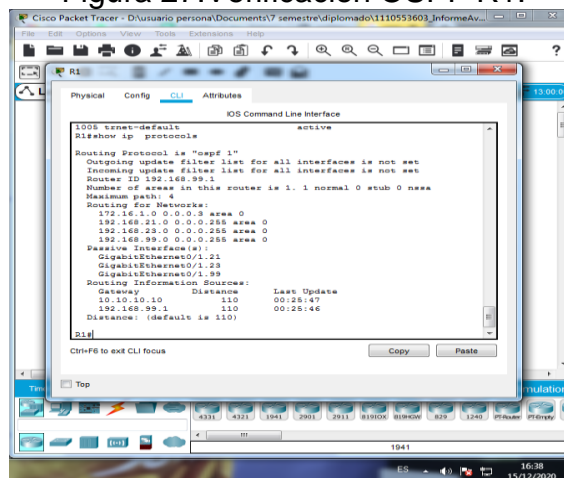 Figura 27. Verificación OSPF R1.
Cisco Packet Tracer - D:\usuario persona\Documents\7 semestre\diplomado\1110553603_InformeAv...
File Edit Options View Tools Extensions Help
?
R1
L
13:00:0
Physical Config CLI Attributes
IOS Command Line Interface
1005 trnet-default active
R1#show ip protocols
Routing Protocol is "ospf 1"
Outgoing update filter list for all interfaces is not set
Incoming update filter list for all interfaces is not set
Router ID 192.168.99.1
Number of areas in this router is 1. 1 normal 0 stub 0 nssa
Maximum path: 4
Routing for Networks:
172.16.1.0 0.0.0.3 area 0
192.168.21.0 0.0.0.255 area 0
192.168.23.0 0.0.0.255 area 0
192.168.99.0 0.0.0.255 area 0
Passive Interface(s):
GigabitEthernet0/1.21
GigabitEthernet0/1.23
GigabitEthernet0/1.99
Routing Information Sources:
Gateway Distance Last Update
10.10.10.10 110 00:25:47
192.168.99.1 110 00:25:46
Distance: (default is 110)
R1#
Ctrl+F6 to exit CLI focus
Copy Paste
Top
Tim
mulation
4331 4321 1941 2901 2911 819IOX 819HGW 829 1240 PT-Router PT-Empty
1941
ES
16:38
15/12/2020